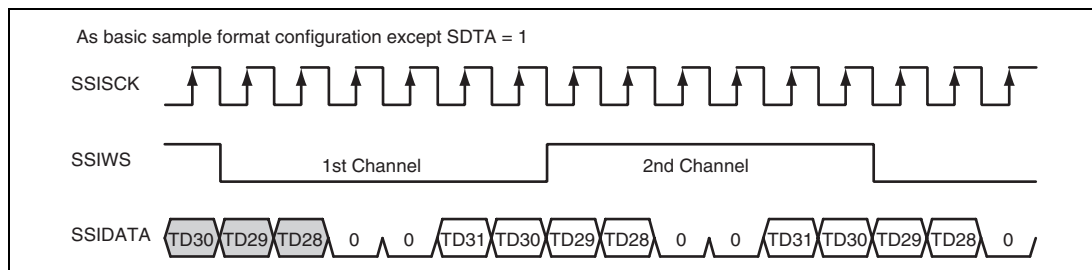 As basic sample format configuration except SDTA = 1
SSISCK
SSIWS 1st Channel 2nd Channel
SSIDATA TD30 TD29 TD28 0 0 TD31 TD30 TD29 TD28 0 0 TD31 TD30 TD29 TD28 0